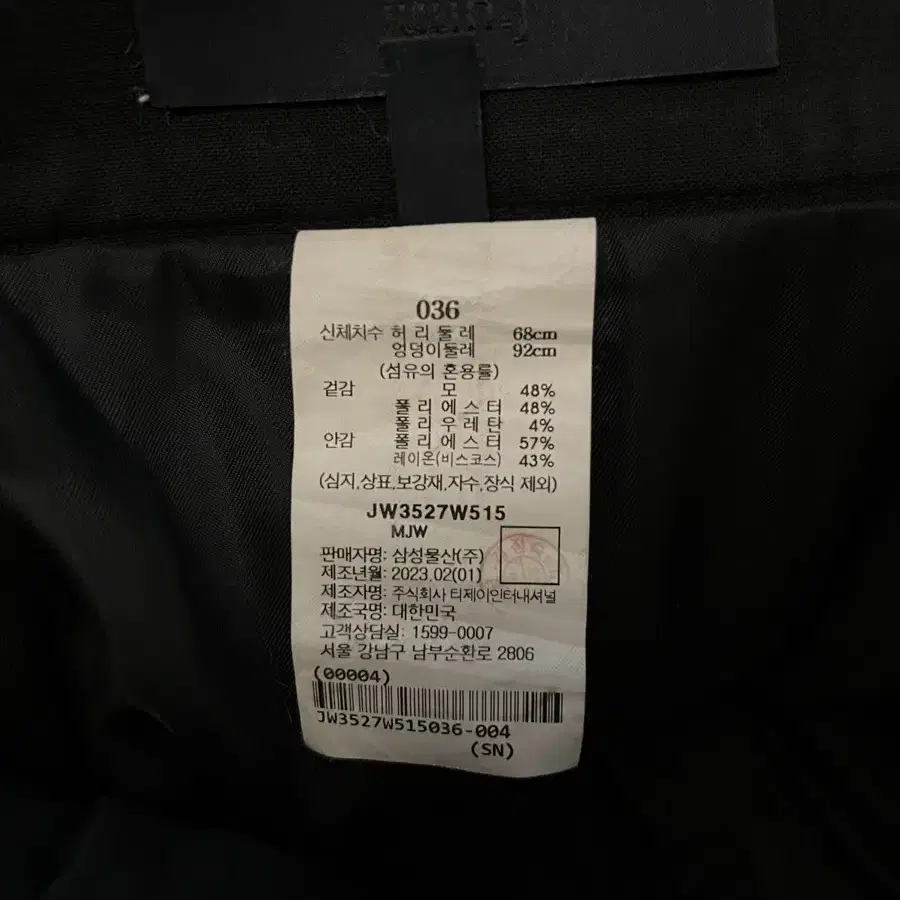 036
신체치수 허 리 둘 레 68cm
엉덩이둘레 92cm
(섬유의 혼용률)
겉감 모 48%
폴 리 에 스 터 48%
폴 리 우 레 탄 4%
안감 폴 리 에 스 터 57%
레이온(비스코스) 43%
(심지,상표,보강재,자수,장식 제외)
JW3527W515
MJW
판매자명: 삼성물산(주)
제조년월: 2023.02(01)
제조자명: 주식회사 티제이인터내셔널
제조국명: 대한민국
고객상담실: 1599-0007
서울 강남구 남부순환로 2806
(00004)
JW3527W515036-004
(SN)